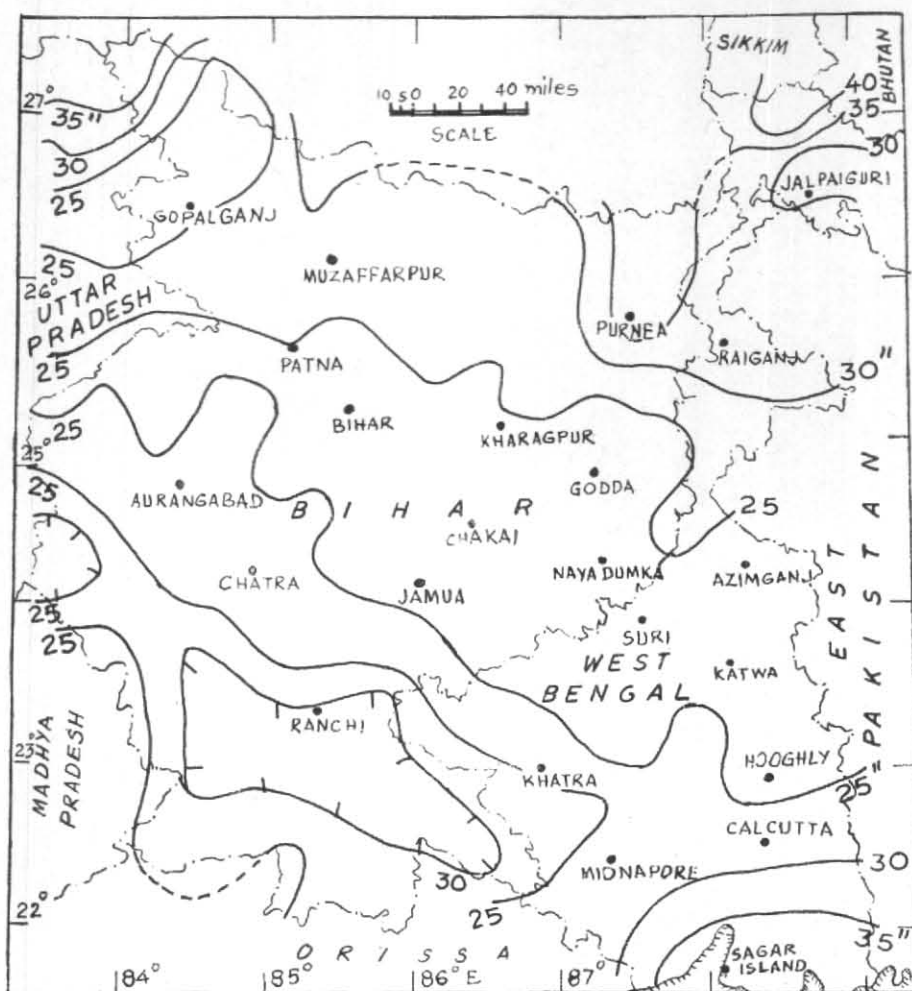 SIKKIM
BHUTAN
27°
10 5 0 20 40 miles
SCALE
40
35
30"
35"
30
25
JALPAIGURI
GOPALGANJ
25
26°
MUZAFFARPUR
UTTAR
PRADESH
PURNEA
RAIGANJ
25
PATNA
30"
25
BIHAR
KHARAGPUR
25°
25
AURANGABAD
GODDA
BIHAR
CHAKAI
25
EAST
PAKISTAN
CHATRA
JAMUA
NAYA DUMKA
AZIMGANJ
25
25
SURI
WEST
BENGAL
KATWA
RANCHI
MADHYA
PRADESH
23°
KHATRA
HOOGHLY
25"
CALCUTTA
MIDNAPORE
30
30
25
22°
35"
ORISSA
SAGAR
ISLAND
84°
85°
86°E
87°